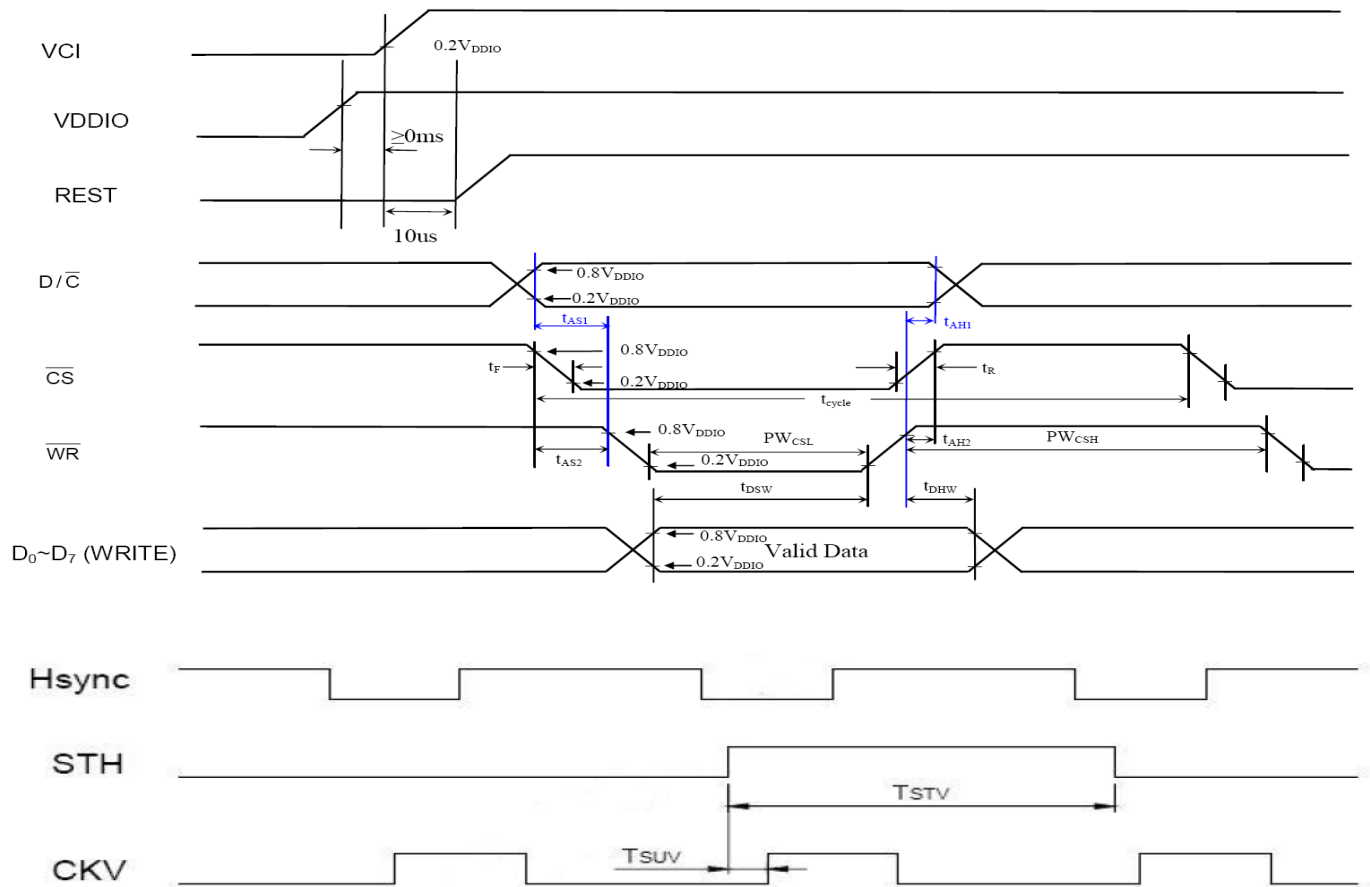 VCI
0.2VDDIO
VDDIO
≥0ms
REST
10us
D/C̅
0.8VDDIO
0.2VDDIO
tAS1
tAH1
C̅S̅
0.8VDDIO
tF
0.2VDDIO
tR
tcycle
W̅R̅
0.8VDDIO
PWCSL
tAH2
PWCSH
tAS2
0.2VDDIO
tDSW
tDHW
D0~D7 (WRITE)
0.8VDDIO
Valid Data
0.2VDDIO
Hsync
STH
TSTV
TSUV
CKV